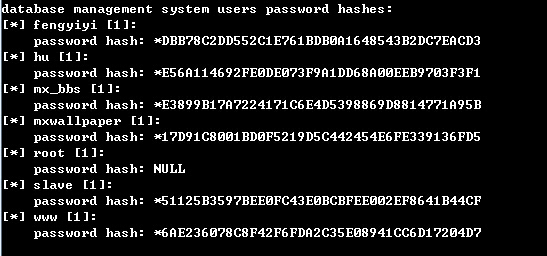 database management system users password hashes:
[*] fengyiyi [1]:
password hash: *DBB78C2DD552C1E761BDB0A1648543B2DC7EACD3
[*] hu [1]:
password hash: *E56A114692FE0DE073F9A1DD68A00EEB9703F3F1
[*] mx_bbs [1]:
password hash: *E3899B17A7224171C6E4D5398869D8814771A95B
[*] mxwallpaper [1]:
password hash: *17D91C8001BD0F5219D5C442454E6FE339136FD5
[*] root [1]:
password hash: NULL
[*] slave [1]:
password hash: *51125B3597BEE0FC43E0BCBFEE002EF8641B44CF
[*] www [1]:
password hash: *6AE236078C8F42F6FDA2C35E08941CC6D17204D7